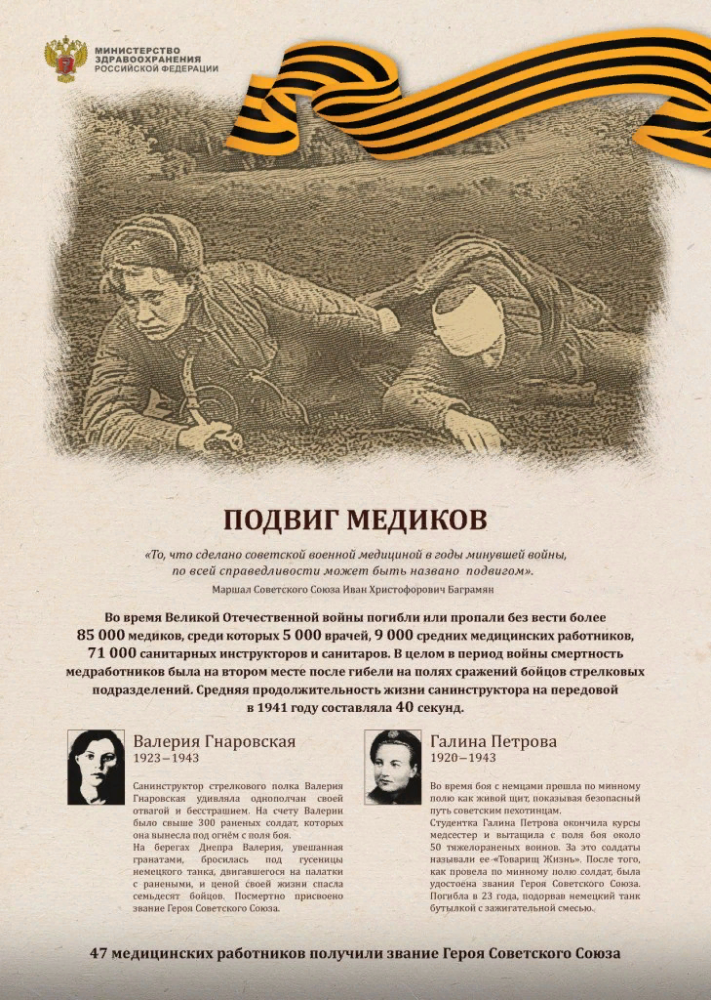 МИНИСТЕРСТВО
ЗДРАВООХРАНЕНИЯ
РОССИЙСКОЙ ФЕДЕРАЦИИ
ПОДВИГ МЕДИКОВ
«То, что сделано советской военной медициной в годы минувшей войны,
по всей справедливости может быть названо подвигом».
Маршал Советского Союза Иван Христофорович Баграмян
Во время Великой Отечественной войны погибли или пропали без вести более
85 000 медиков, среди которых 5 000 врачей, 9 000 средних медицинских работников,
71 000 санитарных инструкторов и санитаров. В целом в период войны смертность
медработников была на втором месте после гибели на полях сражений бойцов стрелковых
подразделений. Средняя продолжительность жизни санинструктора на передовой
в 1941 году составляла 40 секунд.
Валерия Гнаровская
1923–1943
Санинструктор стрелкового полка Валерия
Гнаровская удивляла однополчан своей
отвагой и бесстрашием. На счету Валерии
было свыше 300 раненых солдат, которых
она вынесла под огнём с поля боя.
На берегах Днепра Валерия, увешанная
гранатами, бросилась под гусеницы
немецкого танка, двигавшегося на палатки
с ранеными, и ценой своей жизни спасла
семьдесят бойцов. Посмертно присвоено
звание Героя Советского Союза.
Галина Петрова
1920–1943
Во время боя с немцами прошла по минному
полю как живой щит, показывая безопасный
путь советским пехотинцам.
Студентка Галина Петрова окончила курсы
медсестер и вытащила с поля боя около
50 тяжелораненых воинов. За это солдаты
называли ее «Товарищ Жизнь». После того,
как провела по минному полю солдат, была
удостоена звания Героя Советского Союза.
Погибла в 23 года, подорвав немецкий танк
бутылкой с зажигательной смесью.
47 медицинских работников получили звание Героя Советского Союза